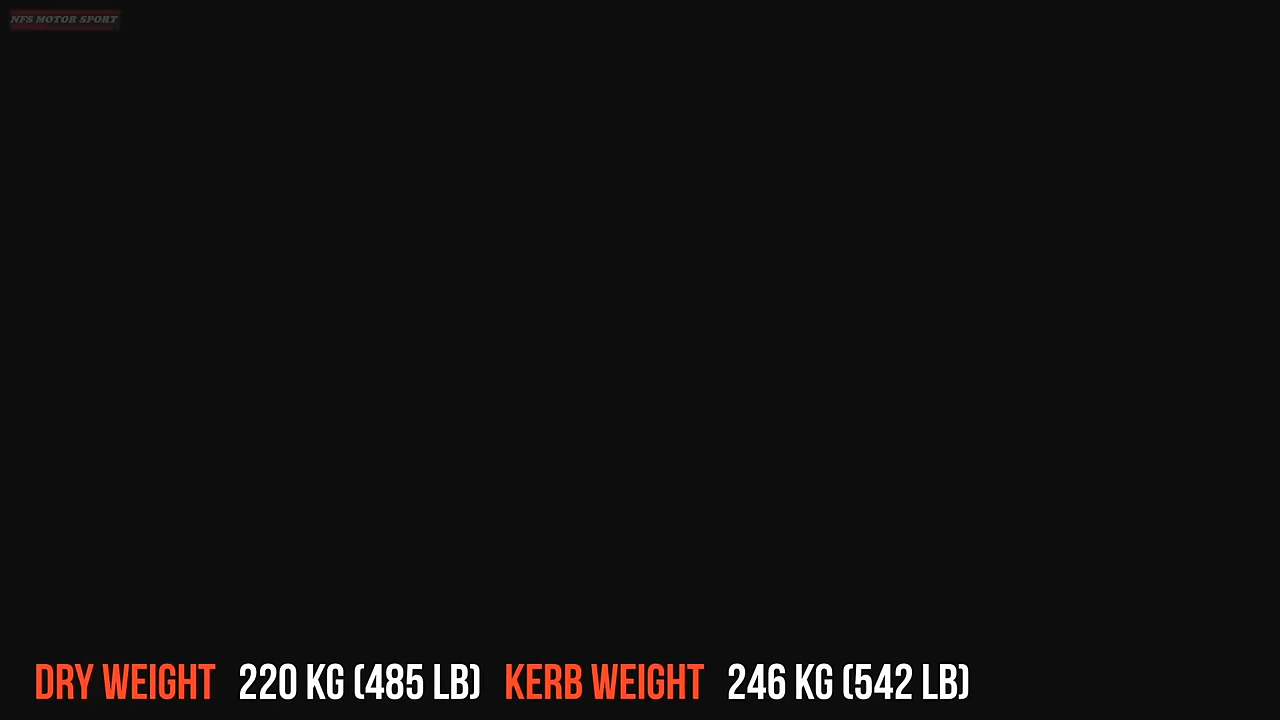 NFS MOTOR SPORT
DRY WEIGHT 220 KG (485 LB) KERB WEIGHT 246 KG (542 LB)